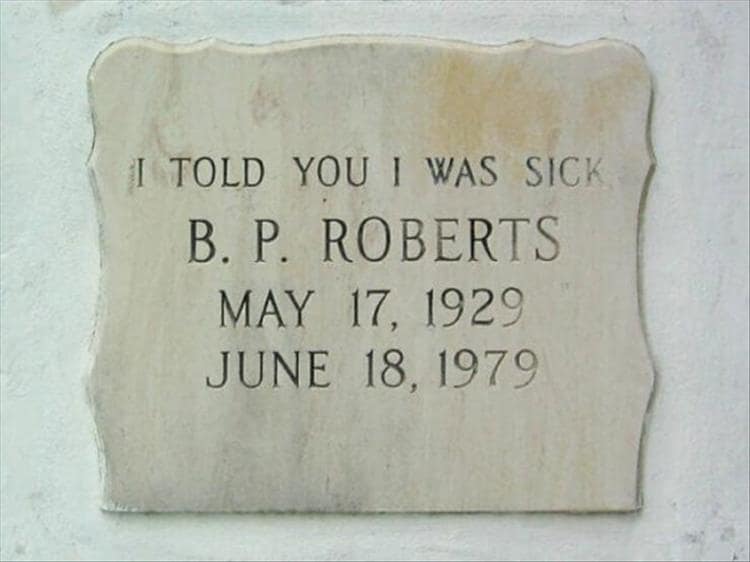 I TOLD YOU I WAS SICK
B. P. ROBERTS
MAY 17, 1929
JUNE 18, 1979